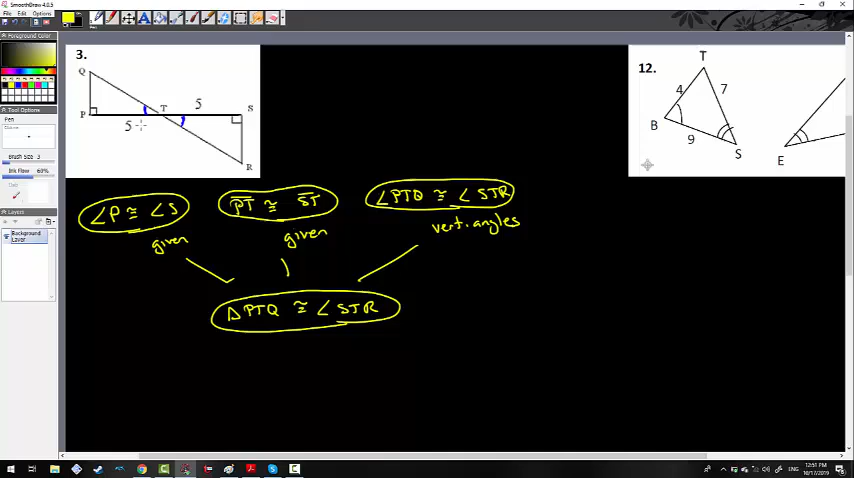 SmoothDraw 4.0.5
File Edit Options
Foreground Color
Tool Options
Pen
Brush Size 3
Ink Flow 60%
Layers
Background Layer
3.
Q
5
T
S
P
5
R
12.
T
4
7
B
9
S
E
∠P ≅ ∠S
given
PT ≅ ST
given
∠PTQ ≅ ∠STR
vert. angles
△PTQ ≅ ∠STR
ENG
12:51 PM
10/17/2019